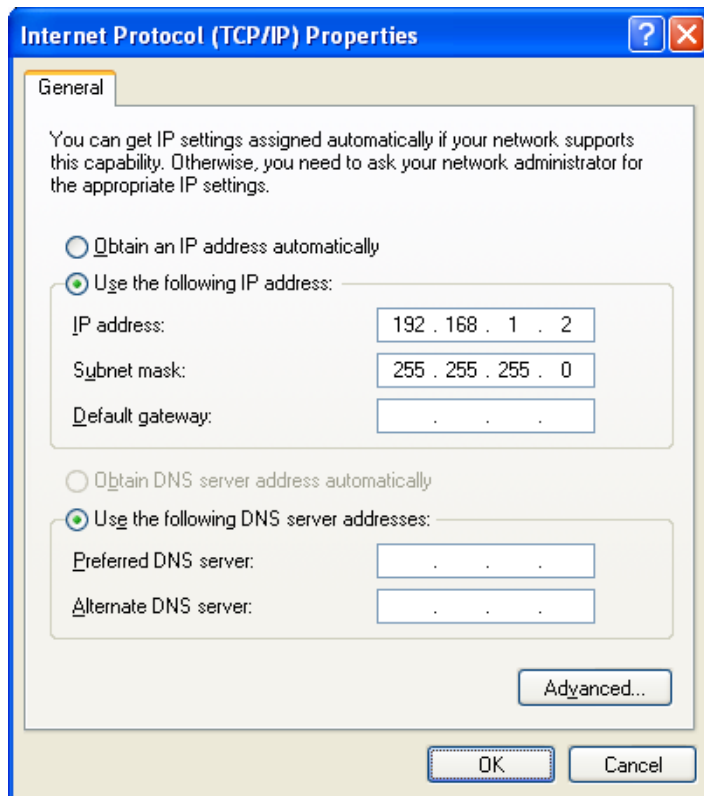 Internet Protocol (TCP/IP) Properties
General
You can get IP settings assigned automatically if your network supports
this capability. Otherwise, you need to ask your network administrator for
the appropriate IP settings.
Obtain an IP address automatically
Use the following IP address:
IP address: 192 . 168 . 1 . 2
Subnet mask: 255 . 255 . 255 . 0
Default gateway: . . .
Obtain DNS server address automatically
Use the following DNS server addresses:
Preferred DNS server: . . .
Alternate DNS server: . . .
Advanced...
OK Cancel